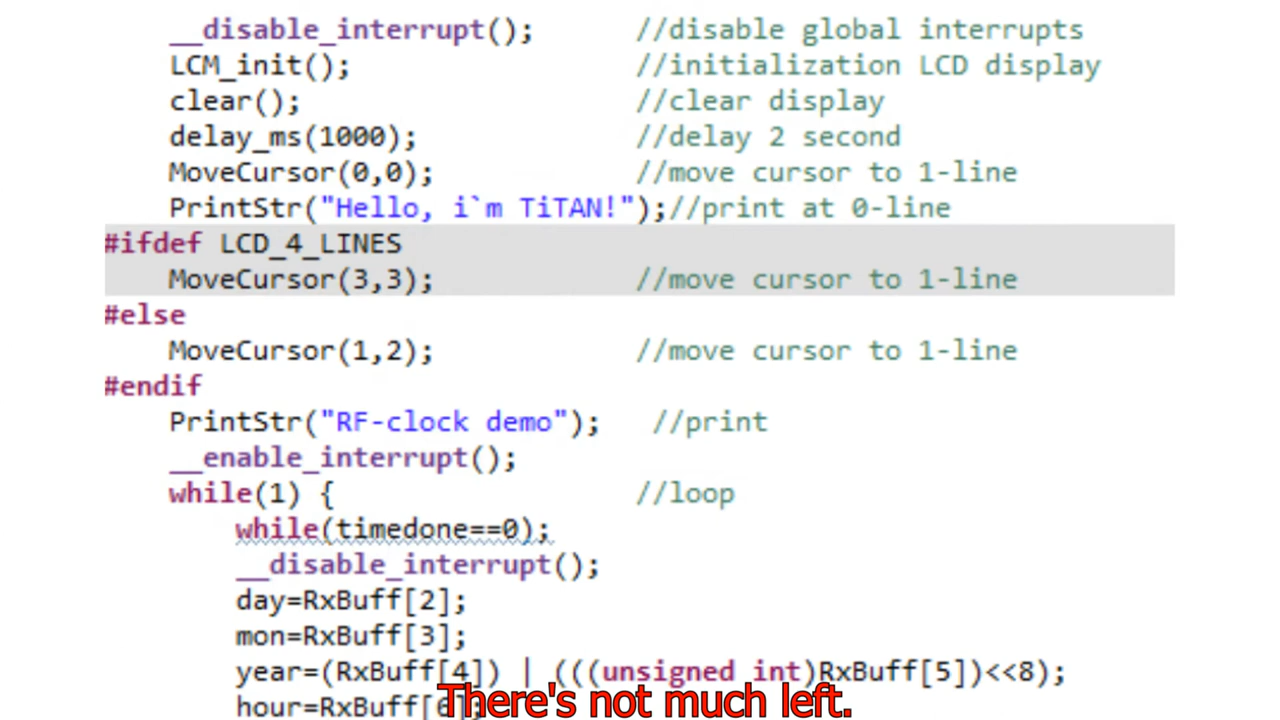 __disable_interrupt(); //disable global interrupts
LCM_init(); //initialization LCD display
clear(); //clear display
delay_ms(1000); //delay 2 second
MoveCursor(0,0); //move cursor to 1-line
PrintStr("Hello, i`m TiTAN!");//print at 0-line
#ifdef LCD_4_LINES
MoveCursor(3,3); //move cursor to 1-line
#else
MoveCursor(1,2); //move cursor to 1-line
#endif
PrintStr("RF-clock demo"); //print
__enable_interrupt();
while(1) { //loop
while(timedone==0);
__disable_interrupt();
day=RxBuff[2];
mon=RxBuff[3];
year=(RxBuff[4]) | (((unsigned int)RxBuff[5])<<8);
hour=RxBuff[6];
There's not much left.